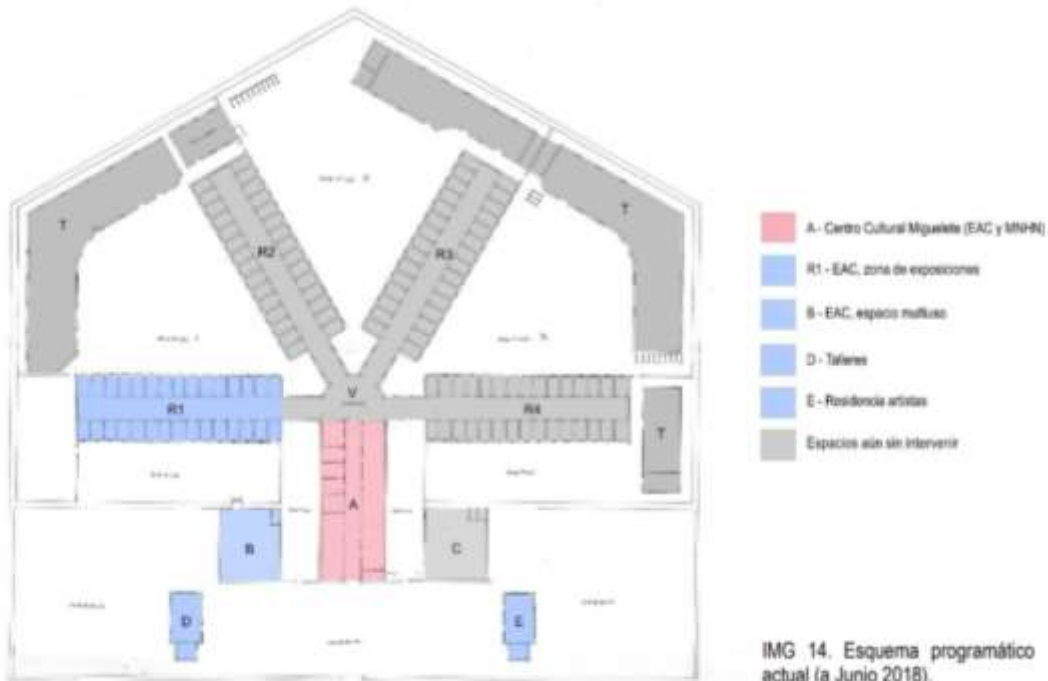 T
R2
R3
T
V
R1
R4
T
A
B
C
D
E
A - Centro Cultural Miguelete (EAC y MNHN)
R1 - EAC, zona de exposiciones
B - EAC, espacio multiuso
D - Talleres
E - Residencia artistas
Espacios aún sin intervenir
IMG 14. Esquema programático
actual (a Junio 2018).